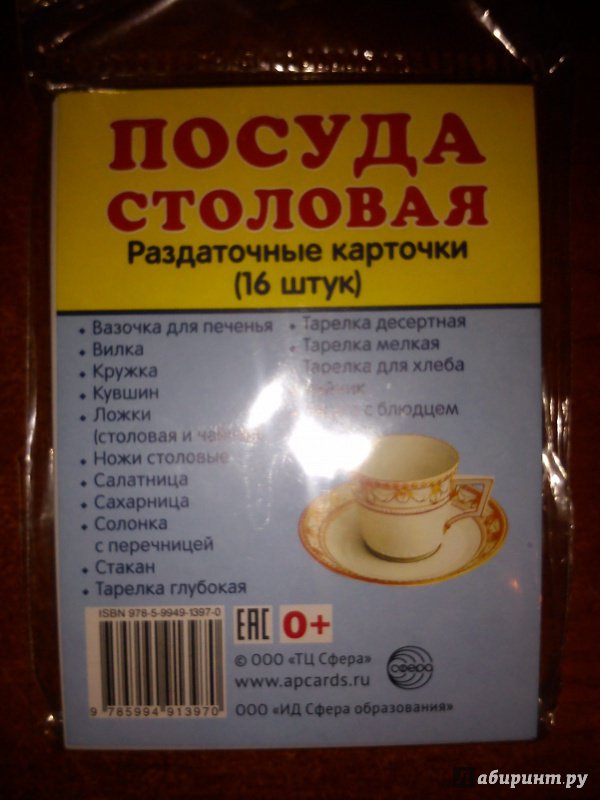 ПОСУДА
СТОЛОВАЯ
Раздаточные карточки
(16 штук)
• Вазочка для печенья
• Вилка
• Кружка
• Кувшин
• Ложки
(столовая и
• Ножи столовые
• Салатница
• Сахарница
• Солонка
с перечницей
• Стакан
• Тарелка глубокая
• Тарелка десертная
• Тарелка мелкая
Тарелка для хлеба
с блюдцем
ISBN 978-5-9949-1397-0
9 785994 913970
EAC 0+
© ООО «ТЦ Сфера»
www.apcards.ru
сфера
ООО «ИД Сфера образования»
Лабиринт.ру